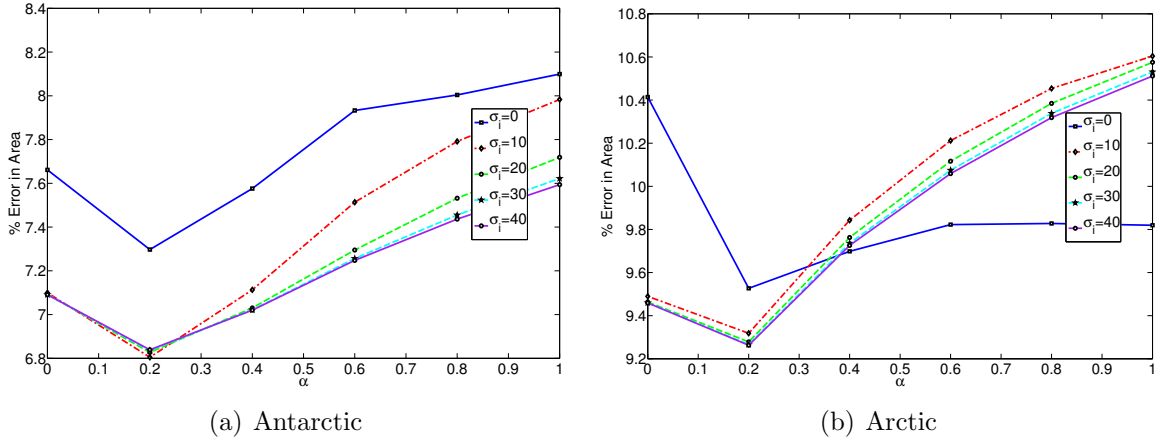 8.4
8.2
8
7.8
7.6
7.4
7.2
7
6.8
% Error in Area
0 0.1 0.2 0.3 0.4 0.5 0.6 0.7 0.8 0.9 1
α
σi=0
σi=10
σi=20
σi=30
σi=40
(a) Antarctic
10.8
10.6
10.4
10.2
10
9.8
9.6
9.4
9.2
% Error in Area
0 0.1 0.2 0.3 0.4 0.5 0.6 0.7 0.8 0.9 1
α
σi=0
σi=10
σi=20
σi=30
σi=40
(b) Arctic